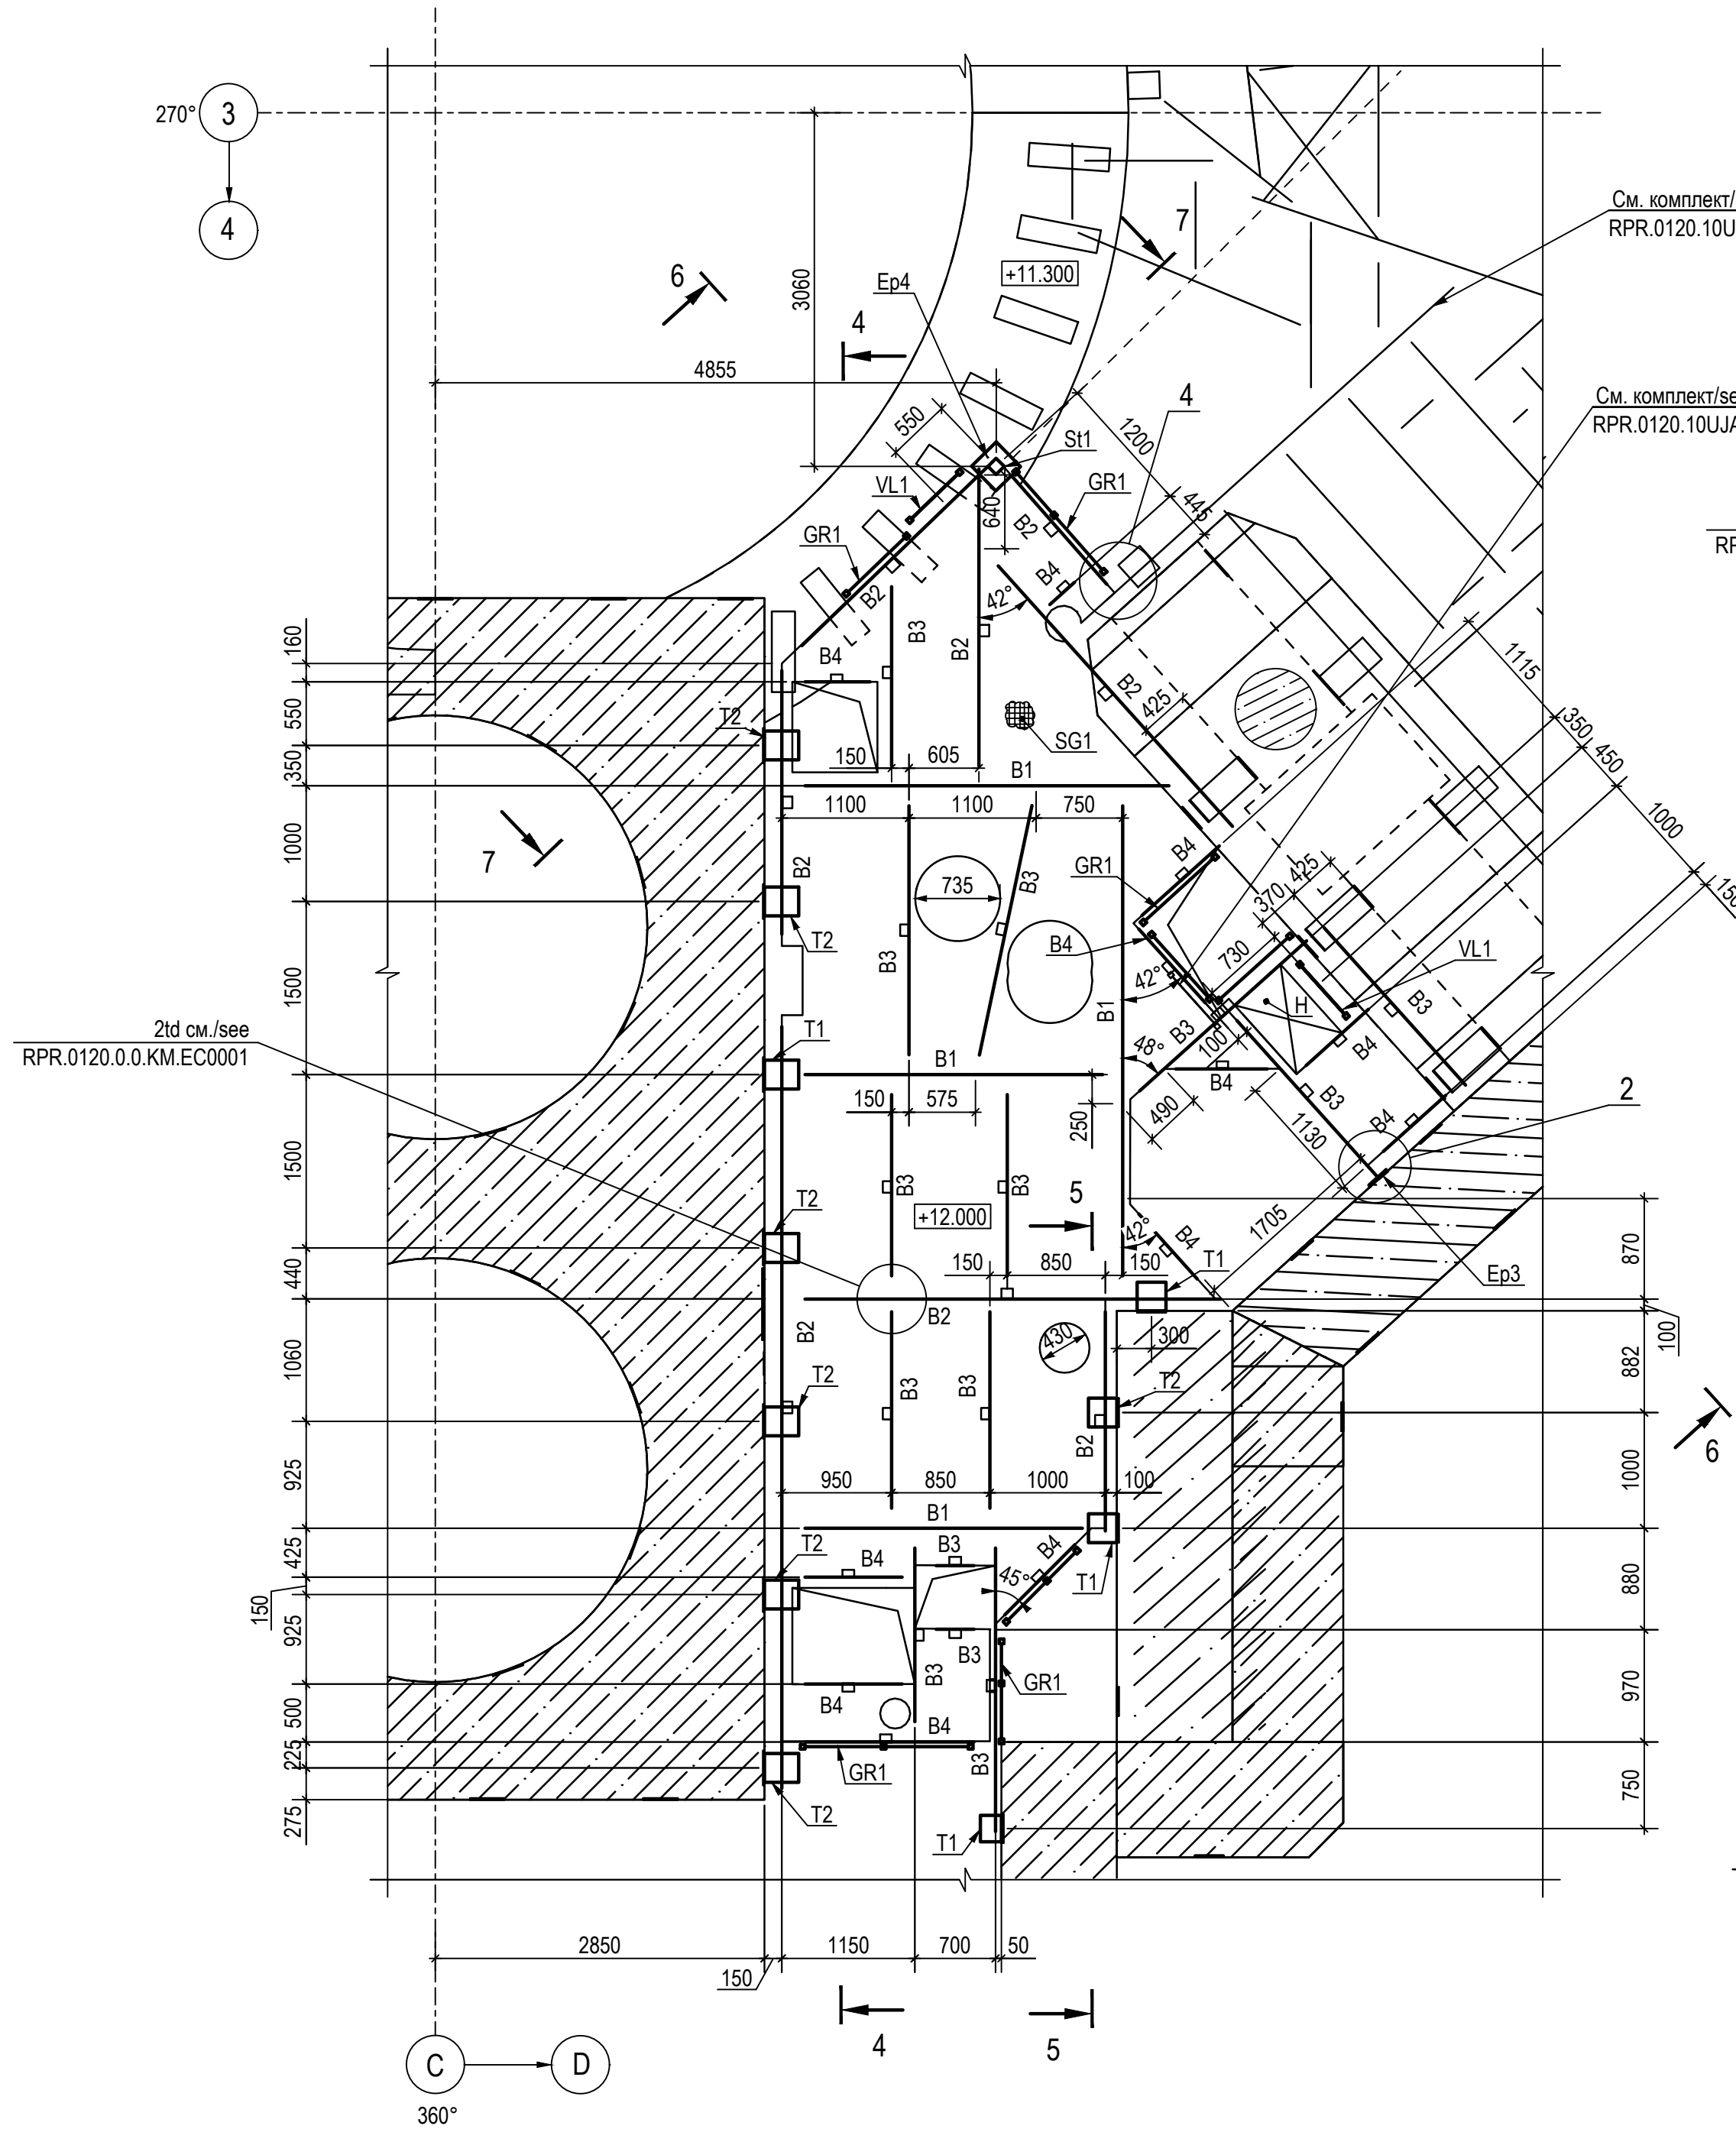 270°
3
4
См. комплект/
RPR.0120.10U
7
+11.300
6
Ep4
3060
4
4855
См. комплект/se
RPR.0120.10UJA
4
550
1200
St1
VL1
GR1
445
640
B2
GR1
RF
B4
42°
B2
160
B3
B2
B4
1115
B2
425
550
T2
SG1
350
450
350
150
605
B1
1100
1100
750
1000
1000
7
B4
B2
GR1
425
150
735
B3
370
T2
B4
730
VL1
B3
42°
1500
H
B3
B1
2td см./see
T1
B3
100
RPR.0120.0.0.KM.EC0001
48°
B4
B1
B4
2
150
575
490
B3
250
1130
B4
1500
B3
B3
5
T2
+12.000
1705
42°
B4
870
150
850
150
T1
440
Ep3
B2
B2
430
300
100
1060
882
T2
T2
B3
B3
B2
6
925
1000
950
850
1000
100
B1
425
T2
B3
B4
B4
45°
T1
880
150
925
B3
B3
GR1
970
B4
500
B4
225
GR1
B3
750
275
T2
T1
2850
1150
700
50
150
4
5
C
D
360°